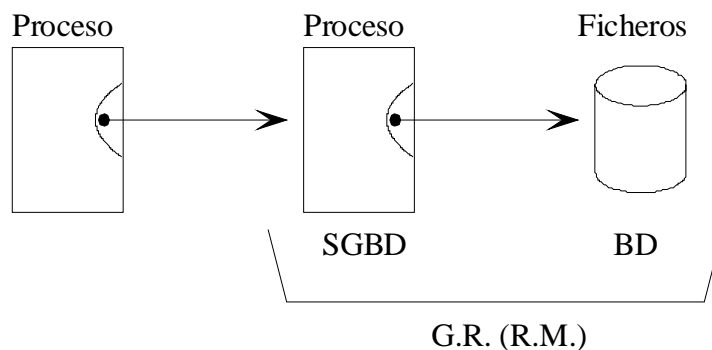 Proceso
Proceso
Ficheros
SGBD
BD
G.R. (R.M.)